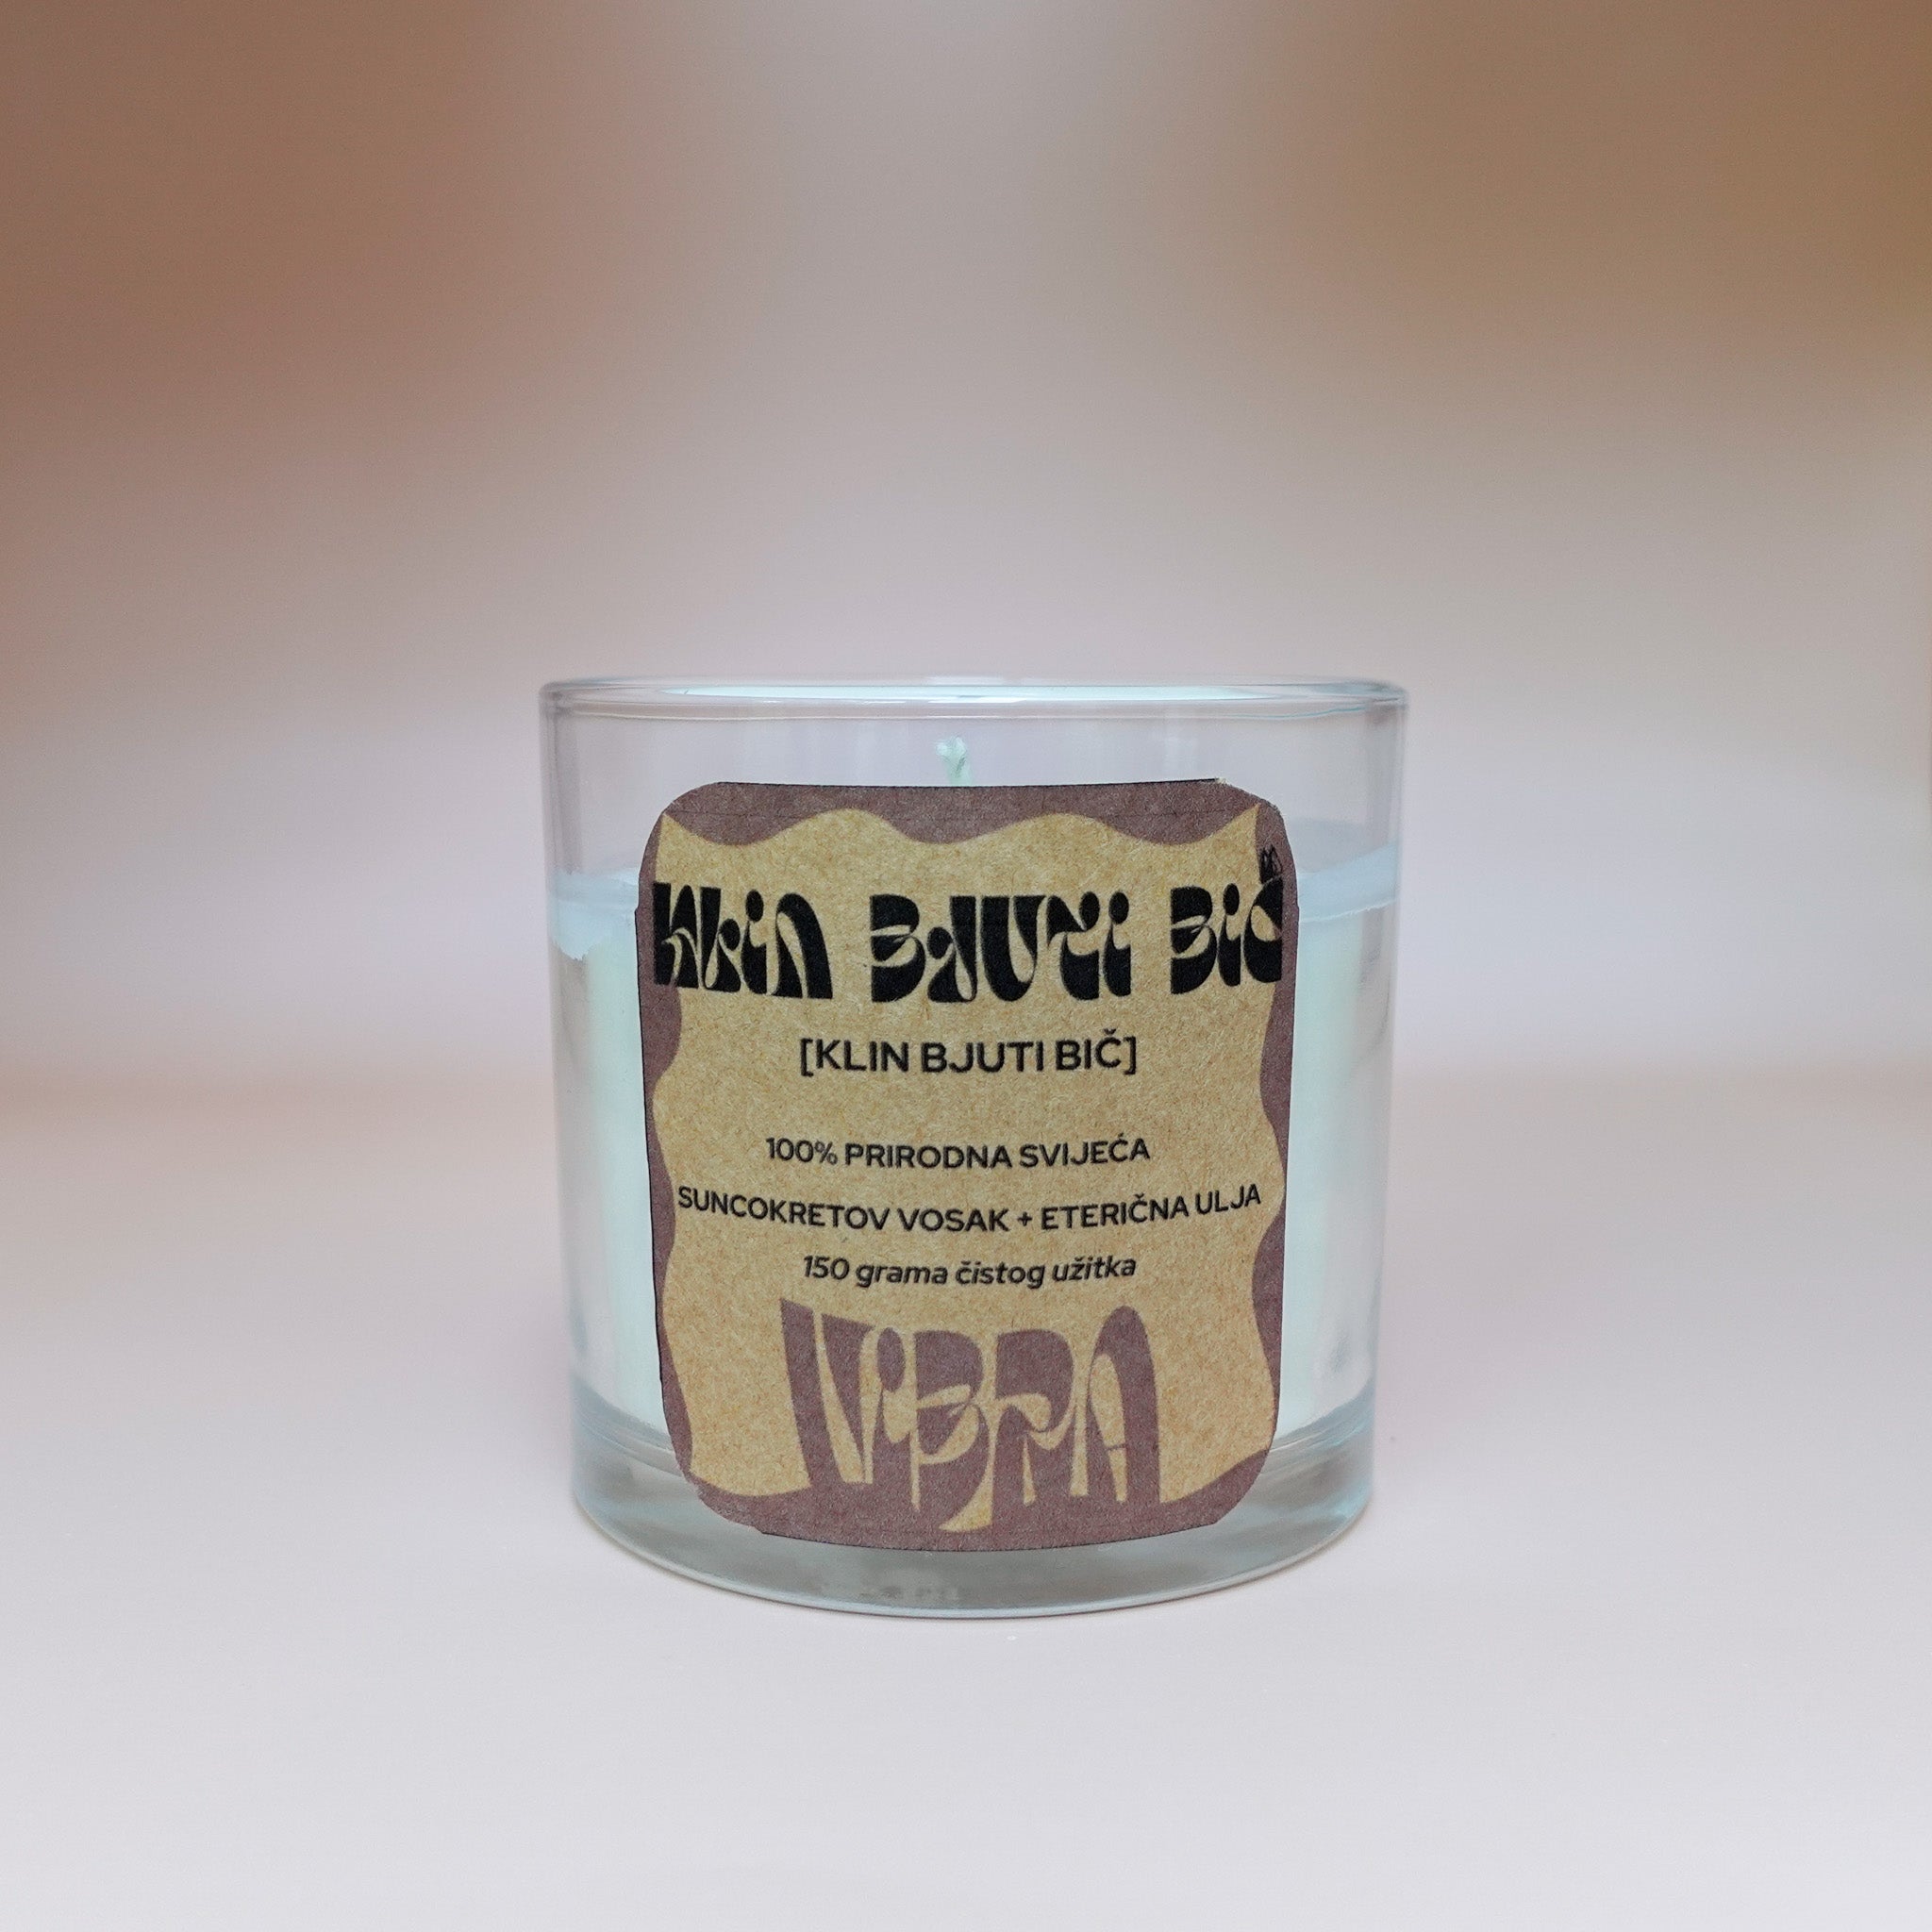 KLiN BJUTi BiČ
[KLIN BJUTI BIČ]
100% PRIRODNA SVIJEĆA
SUNCOKRETOV VOSAK + ETERIČNA ULJA
150 grama čistog užitka
ViBRA